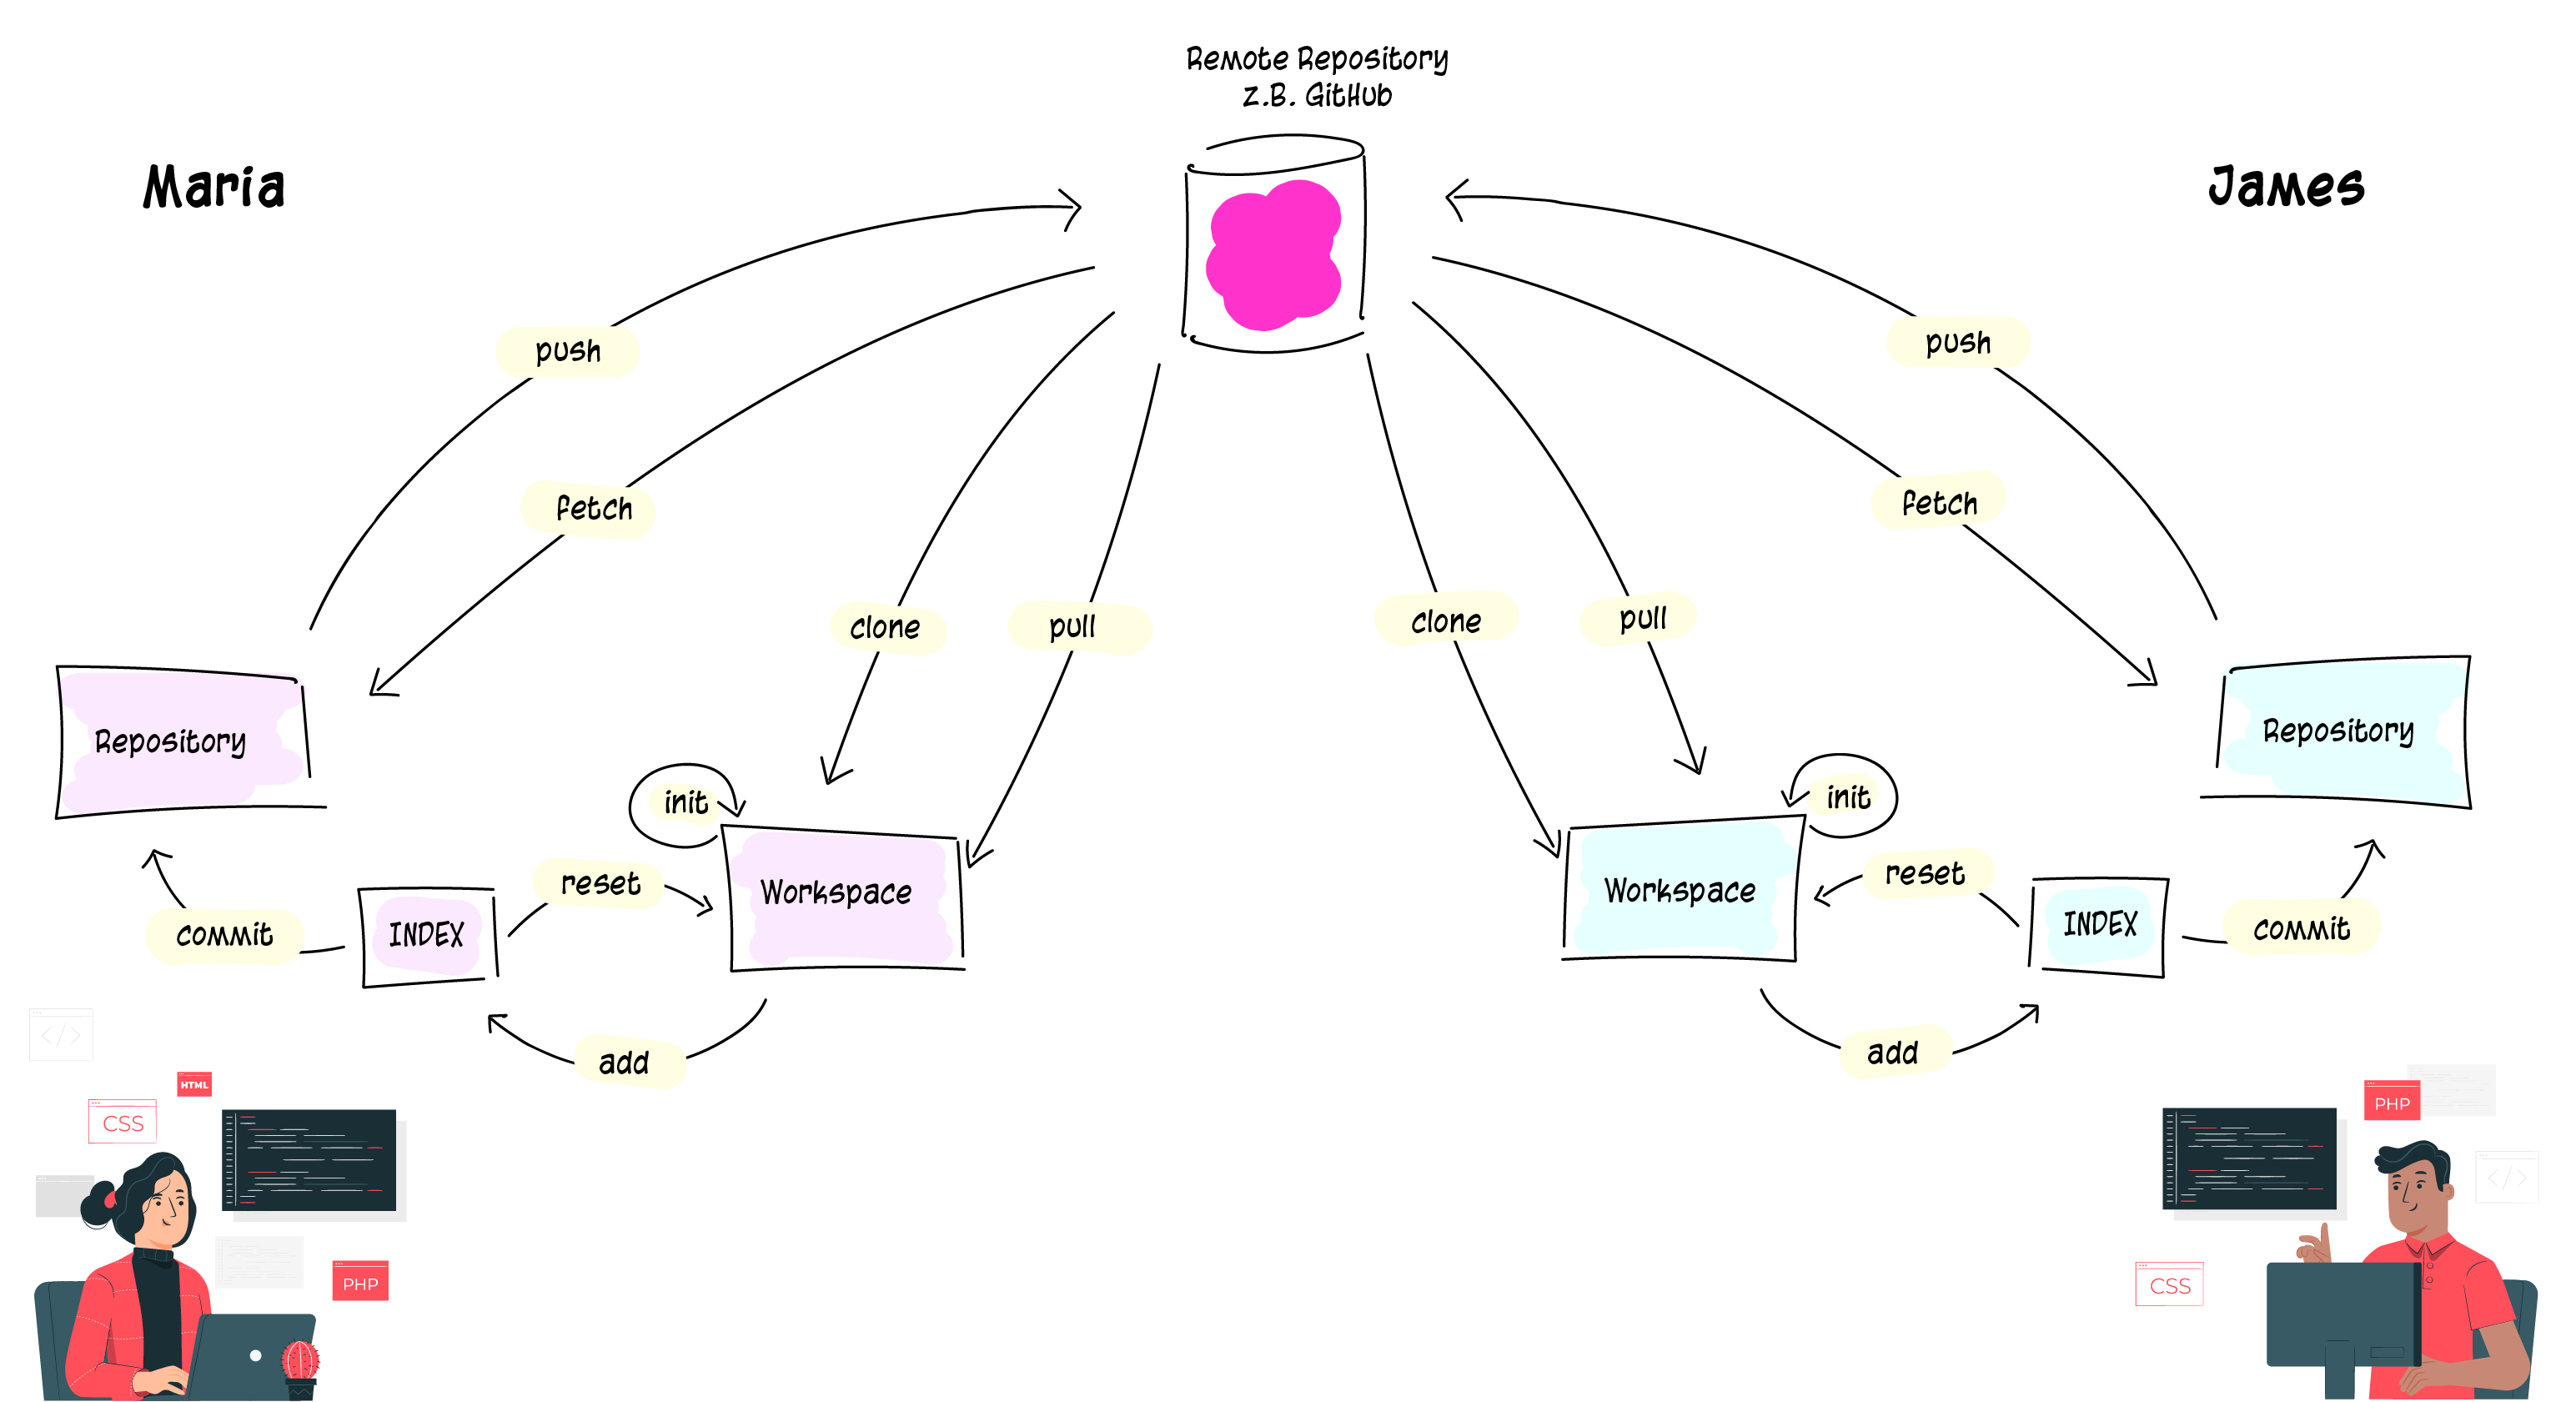 Remote Repository
z.B. GitHub
Maria
James
push
push
fetch
fetch
clone
pull
clone
pull
Repository
Repository
init
init
reset
Workspace
Workspace
reset
commit
INDEX
INDEX
commit
add
add
</>
HTML
CSS
PHP
PHP
</>
CSS